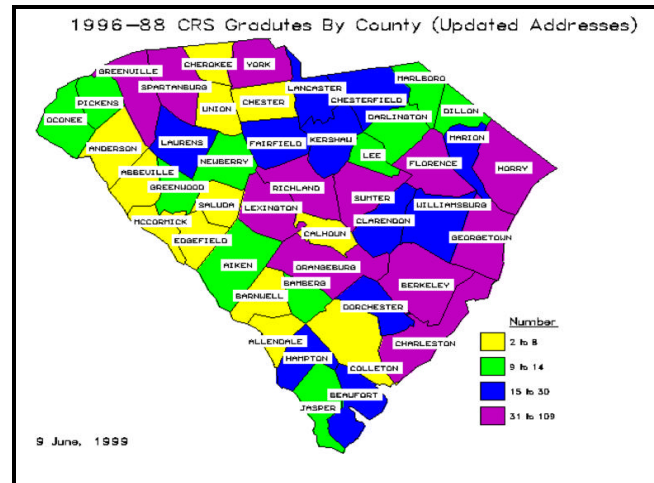 1996-88 CRS Gradutes By County (Updated Addresses)
CHEROKEE
YORK
GREENVILLE
SPARTANBURG
PICKENS
OCONEE
UNION
CHESTER
LANCASTER
CHESTERFIELD
MARLBORO
DARLINGTON
DILLON
ANDERSON
LAURENS
NEWBERRY
FAIRFIELD
KERSHAW
LEE
MARION
FLORENCE
HORRY
ABBEVILLE
GREENWOOD
SALUDA
RICHLAND
LEXINGTON
SUMTER
CLARENDON
WILLIAMSBURG
MCCORMICK
EDGEFIELD
CALHOUN
GEORGETOWN
AIKEN
ORANGEBURG
BAMBERG
BARNWELL
BERKELEY
DORCHESTER
CHARLESTON
ALLENDALE
HAMPTON
COLLETON
BEAUFORT
JASPER
Number
2 to 8
9 to 14
15 to 30
31 to 109
9 June, 1999